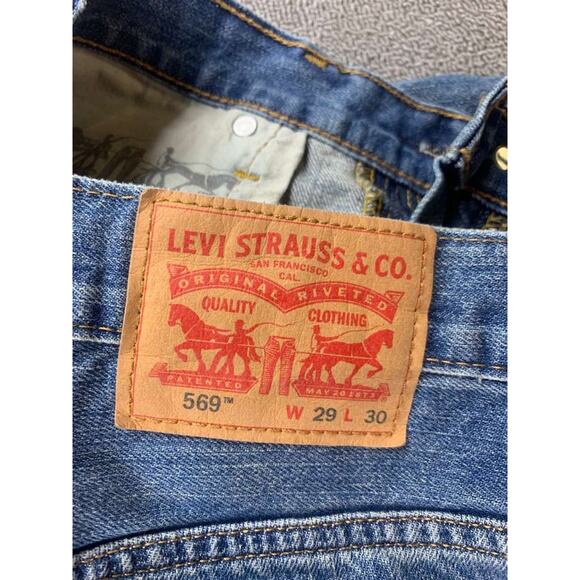 LEVI STRAUSS & CO.
SAN FRANCISCO
CAL.
ORIGINAL RIVETED
QUALITY CLOTHING
PATENTED MAY 20 1873
569™ W 29 L 30